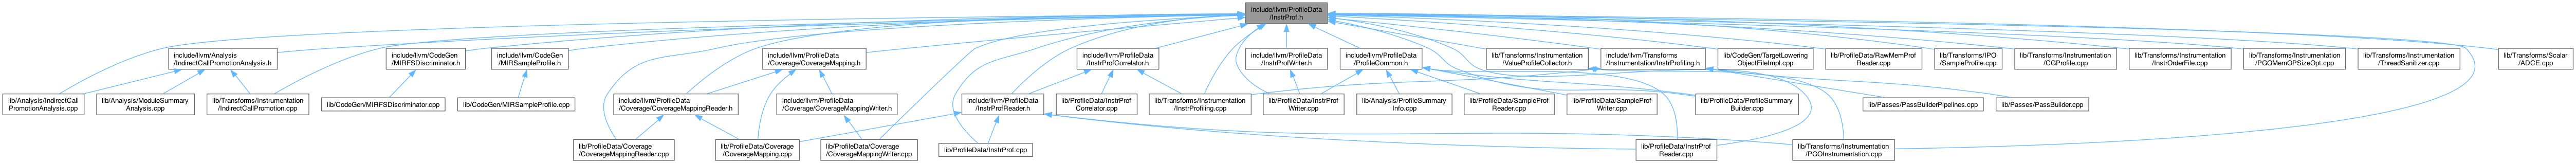 include/llvm/ProfileData
/InstrProf.h
include/llvm/Analysis
/IndirectCallPromotionAnalysis.h
include/llvm/CodeGen
/MIRFSDiscriminator.h
include/llvm/CodeGen
/MIRSampleProfile.h
include/llvm/ProfileData
/Coverage/CoverageMapping.h
include/llvm/ProfileData
/InstrProfCorrelator.h
include/llvm/ProfileData
/InstrProfWriter.h
include/llvm/ProfileData
/ProfileCommon.h
lib/Transforms/Instrumentation
/ValueProfileCollector.h
include/llvm/Transforms
/Instrumentation/InstrProfiling.h
lib/CodeGen/TargetLowering
ObjectFileImpl.cpp
lib/ProfileData/RawMemProf
Reader.cpp
lib/Transforms/IPO
/SampleProfile.cpp
lib/Transforms/Instrumentation
/CGProfile.cpp
lib/Transforms/Instrumentation
/InstrOrderFile.cpp
lib/Transforms/Instrumentation
/PGOMemOPSizeOpt.cpp
lib/Transforms/Instrumentation
/ThreadSanitizer.cpp
lib/Transforms/Scalar
/ADCE.cpp
lib/Analysis/IndirectCall
PromotionAnalysis.cpp
lib/Analysis/ModuleSummary
Analysis.cpp
lib/Transforms/Instrumentation
/IndirectCallPromotion.cpp
lib/CodeGen/MIRFSDiscriminator.cpp
lib/CodeGen/MIRSampleProfile.cpp
include/llvm/ProfileData
/Coverage/CoverageMappingReader.h
include/llvm/ProfileData
/Coverage/CoverageMappingWriter.h
include/llvm/ProfileData
/InstrProfReader.h
lib/ProfileData/InstrProf
Correlator.cpp
lib/Transforms/Instrumentation
/InstrProfiling.cpp
lib/ProfileData/InstrProf
Writer.cpp
lib/Analysis/ProfileSummary
Info.cpp
lib/ProfileData/SampleProf
Reader.cpp
lib/ProfileData/SampleProf
Writer.cpp
lib/ProfileData/ProfileSummary
Builder.cpp
lib/Passes/PassBuilderPipelines.cpp
lib/Passes/PassBuilder.cpp
lib/ProfileData/Coverage
/CoverageMappingReader.cpp
lib/ProfileData/Coverage
/CoverageMapping.cpp
lib/ProfileData/Coverage
/CoverageMappingWriter.cpp
lib/ProfileData/InstrProf.cpp
lib/ProfileData/InstrProf
Reader.cpp
lib/Transforms/Instrumentation
/PGOInstrumentation.cpp